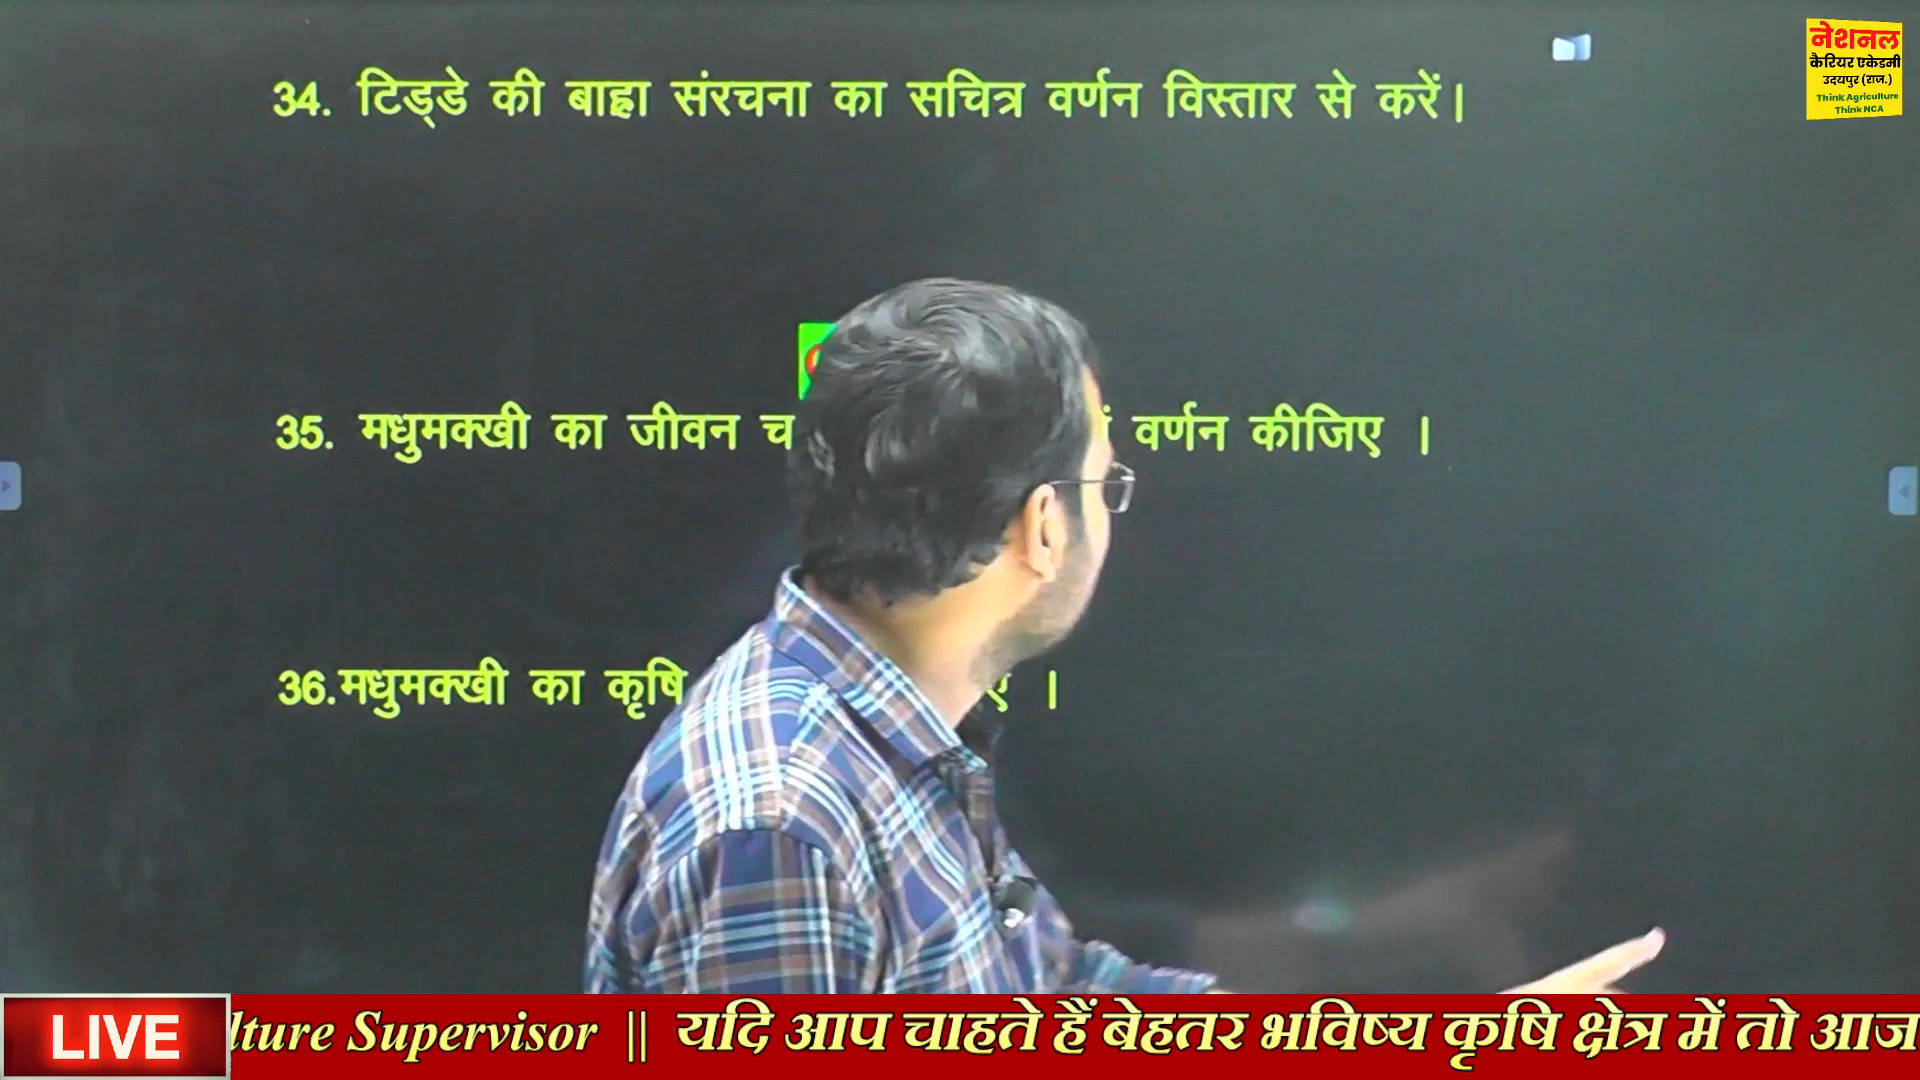 नेशनल
कैरियर एकेडमी
उदयपुर (राज.)
Think Agriculture
Think NCA
34. टिड्डे की बाह्य संरचना का सचित्र वर्णन विस्तार से करें।
35. मधुमक्खी का जीवन वर्णन कीजिए ।
36.मधुमक्खी का कृषि ।
LIVE
Supervisor || यदि आप चाहते हैं बेहतर भविष्य कृषि क्षेत्र में तो आज